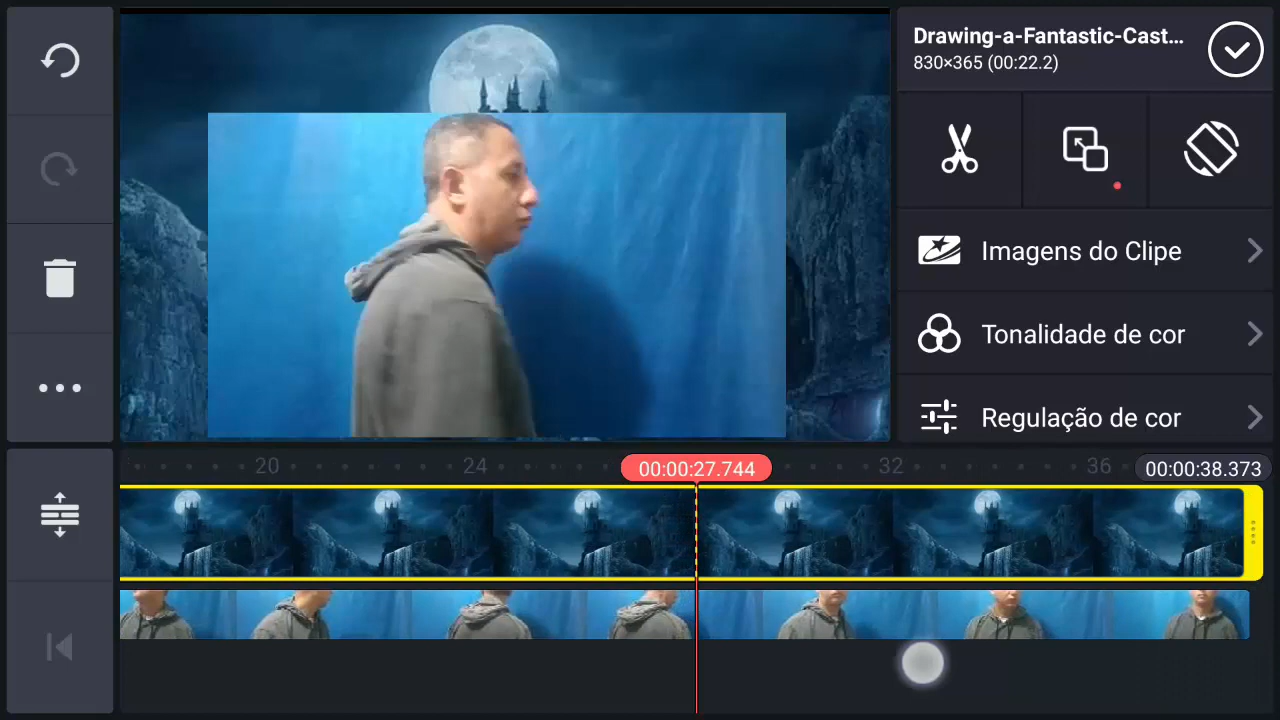 Drawing-a-Fantastic-Cast...
830×365 (00:22.2)
Imagens do Clipe
Tonalidade de cor
Regulação de cor
20
24
00:00:27.744
32
36
00:00:38.373